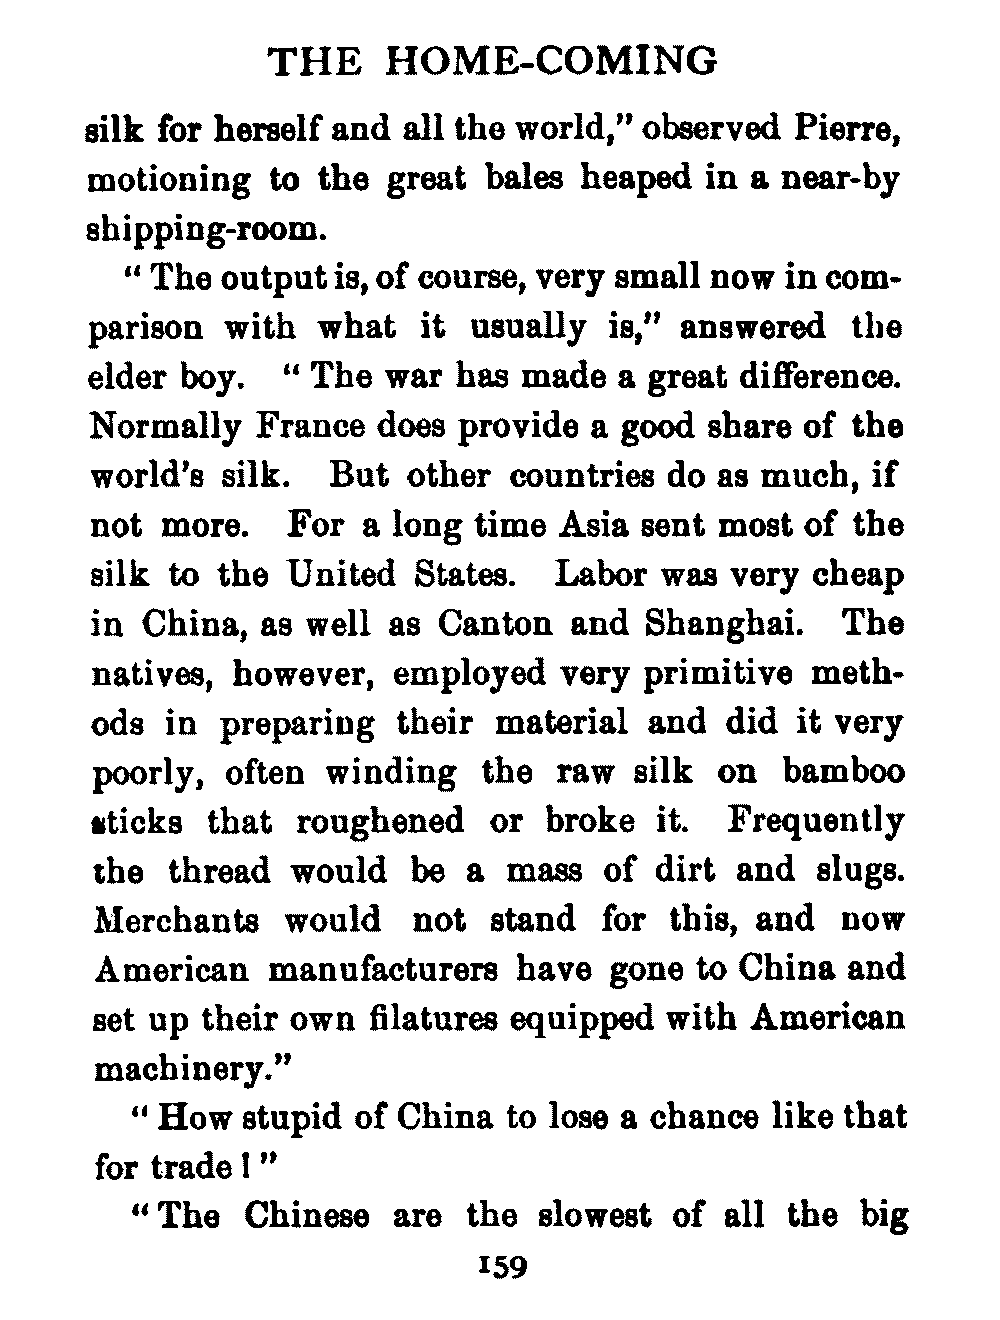 THE HOME-COMING
silk for herself and all the world,” observed Pierre,
motioning to the great bales heaped in a near-by
shipping-room.
“ The output is, of course, very small now in com-
parison with what it usually is,” answered the
elder boy. “ The war has made a great difference.
Normally France does provide a good share of the
world’s silk. But other countries do as much, if
not more. For a long time Asia sent most of the
silk to the United States. Labor was very cheap
in China, as well as Canton and Shanghai. The
natives, however, employed very primitive meth-
ods in preparing their material and did it very
poorly, often winding the raw silk on bamboo
sticks that roughened or broke it. Frequently
the thread would be a mass of dirt and slugs.
Merchants would not stand for this, and now
American manufacturers have gone to China and
set up their own filatures equipped with American
machinery.”
“ How stupid of China to lose a chance like that
for trade ! ”
“ The Chinese are the slowest of all the big
159